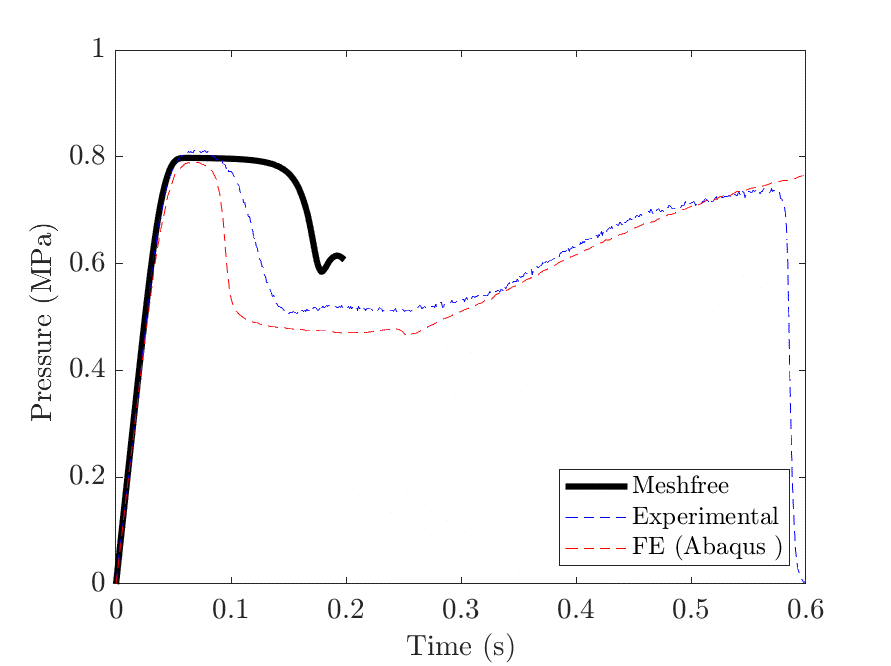 1
0.8
0.6
0.4
0.2
0
Pressure (MPa)
0 0.1 0.2 0.3 0.4 0.5 0.6
Time (s)
Meshfree
Experimental
FE (Abaqus )